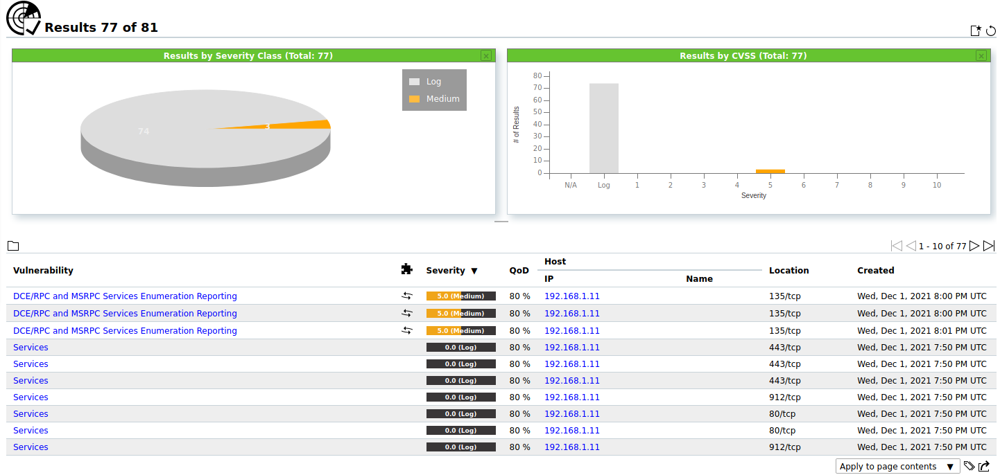 Results 77 of 81
Results by Severity Class (Total: 77)
74
3
Log
Medium
Results by CVSS (Total: 77)
# of Results
80
70
60
50
40
30
20
10
0
N/A Log 1 2 3 4 5 6 7 8 9 10
Severity
1 - 10 of 77
Vulnerability Severity ▼ QoD Host Location Created
IP Name
DCE/RPC and MSRPC Services Enumeration Reporting 5.0 (Medium) 80 % 192.168.1.11 135/tcp Wed, Dec 1, 2021 8:00 PM UTC
DCE/RPC and MSRPC Services Enumeration Reporting 5.0 (Medium) 80 % 192.168.1.11 135/tcp Wed, Dec 1, 2021 8:00 PM UTC
DCE/RPC and MSRPC Services Enumeration Reporting 5.0 (Medium) 80 % 192.168.1.11 135/tcp Wed, Dec 1, 2021 8:01 PM UTC
Services 0.0 (Log) 80 % 192.168.1.11 443/tcp Wed, Dec 1, 2021 7:50 PM UTC
Services 0.0 (Log) 80 % 192.168.1.11 443/tcp Wed, Dec 1, 2021 7:50 PM UTC
Services 0.0 (Log) 80 % 192.168.1.11 443/tcp Wed, Dec 1, 2021 7:50 PM UTC
Services 0.0 (Log) 80 % 192.168.1.11 912/tcp Wed, Dec 1, 2021 7:50 PM UTC
Services 0.0 (Log) 80 % 192.168.1.11 80/tcp Wed, Dec 1, 2021 7:50 PM UTC
Services 0.0 (Log) 80 % 192.168.1.11 80/tcp Wed, Dec 1, 2021 7:50 PM UTC
Services 0.0 (Log) 80 % 192.168.1.11 912/tcp Wed, Dec 1, 2021 7:50 PM UTC
Apply to page contents ▼